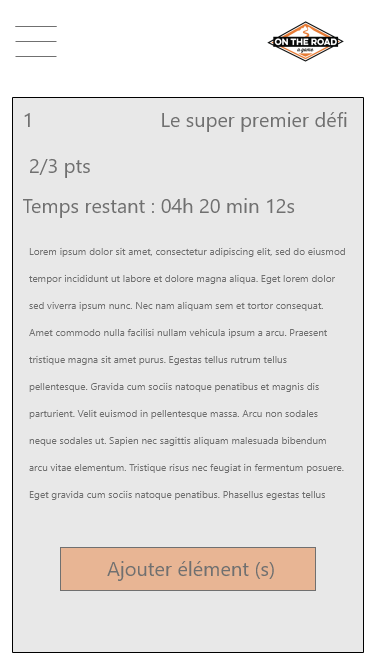 ON THE ROAD
a game
1 Le super premier défi
2/3 pts
Temps restant : 04h 20 min 12s
Lorem ipsum dolor sit amet, consectetur adipiscing elit, sed do eiusmod
tempor incididunt ut labore et dolore magna aliqua. Eget lorem dolor
sed viverra ipsum nunc. Nec nam aliquam sem et tortor consequat.
Amet commodo nulla facilisi nullam vehicula ipsum a arcu. Praesent
tristique magna sit amet purus. Egestas tellus rutrum tellus
pellentesque. Gravida cum sociis natoque penatibus et magnis dis
parturient. Velit euismod in pellentesque massa. Arcu non sodales
neque sodales ut. Sapien nec sagittis aliquam malesuada bibendum
arcu vitae elementum. Tristique risus nec feugiat in fermentum posuere.
Eget gravida cum sociis natoque penatibus. Phasellus egestas tellus
Ajouter élément (s)